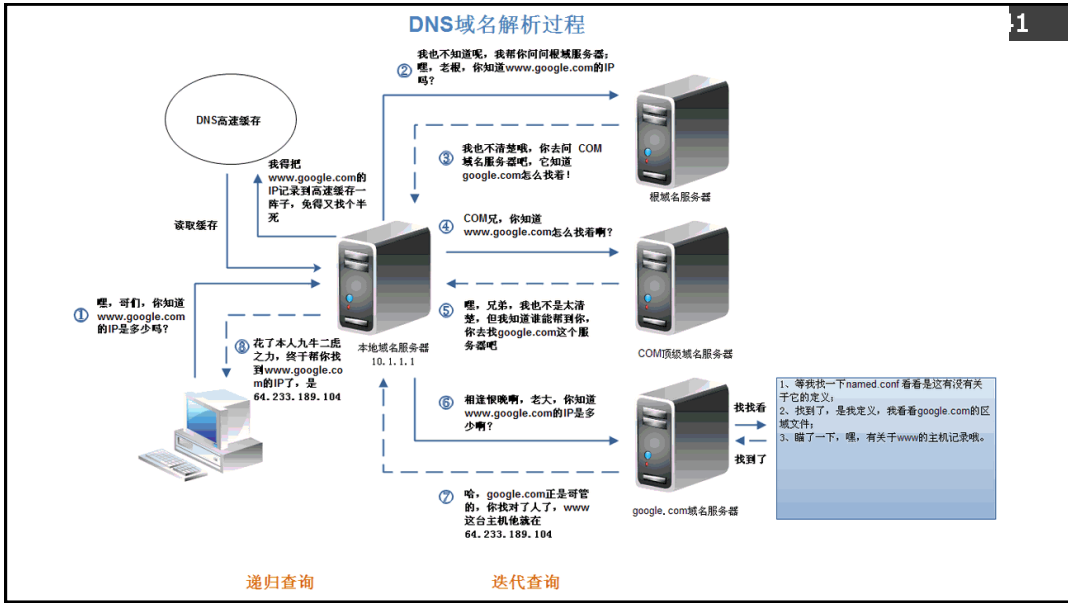 DNS域名解析过程
41
② 我也不知道呢,我帮你问问根域服务器;
嘿,老根,你知道www.google.com的IP
吗?
DNS高速缓存
③ 我也不清楚哦,你去问 COM
域名服务器吧,它知道
google.com怎么找着!
根域名服务器
我得把
www.google.com的
IP记录到高速缓存一
阵子,免得又找个半
死
读取缓存
④ COM兄,你知道
www.google.com怎么找着啊?
① 嘿,哥们,你知道
www.google.com
的IP是多少吗?
⑤ 嘿,兄弟,我也不是太清
楚,但我知道谁能帮到你,
你去找google.com这个服
务器吧
COM顶级域名服务器
⑧ 花了本人九牛二虎
之力,终于帮你找
到www.google.co
m的IP了,是
64.233.189.104
本地域名服务器
10.1.1.1
⑥ 相逢恨晚啊,老大,你知道
www.google.com的IP是多
少啊?
找找看
找到了
1、等我找一下named.conf 看看是这有没有关
于它的定义;
2、找到了,是我定义,我看看google.com的区
域文件;
3、瞄了一下,嘿,有关于www的主机记录哦。
⑦ 哈,google.com正是哥管
的,你找对了人了,www
这台主机他就在
64.233.189.104
google.com域名服务器
递归查询
迭代查询